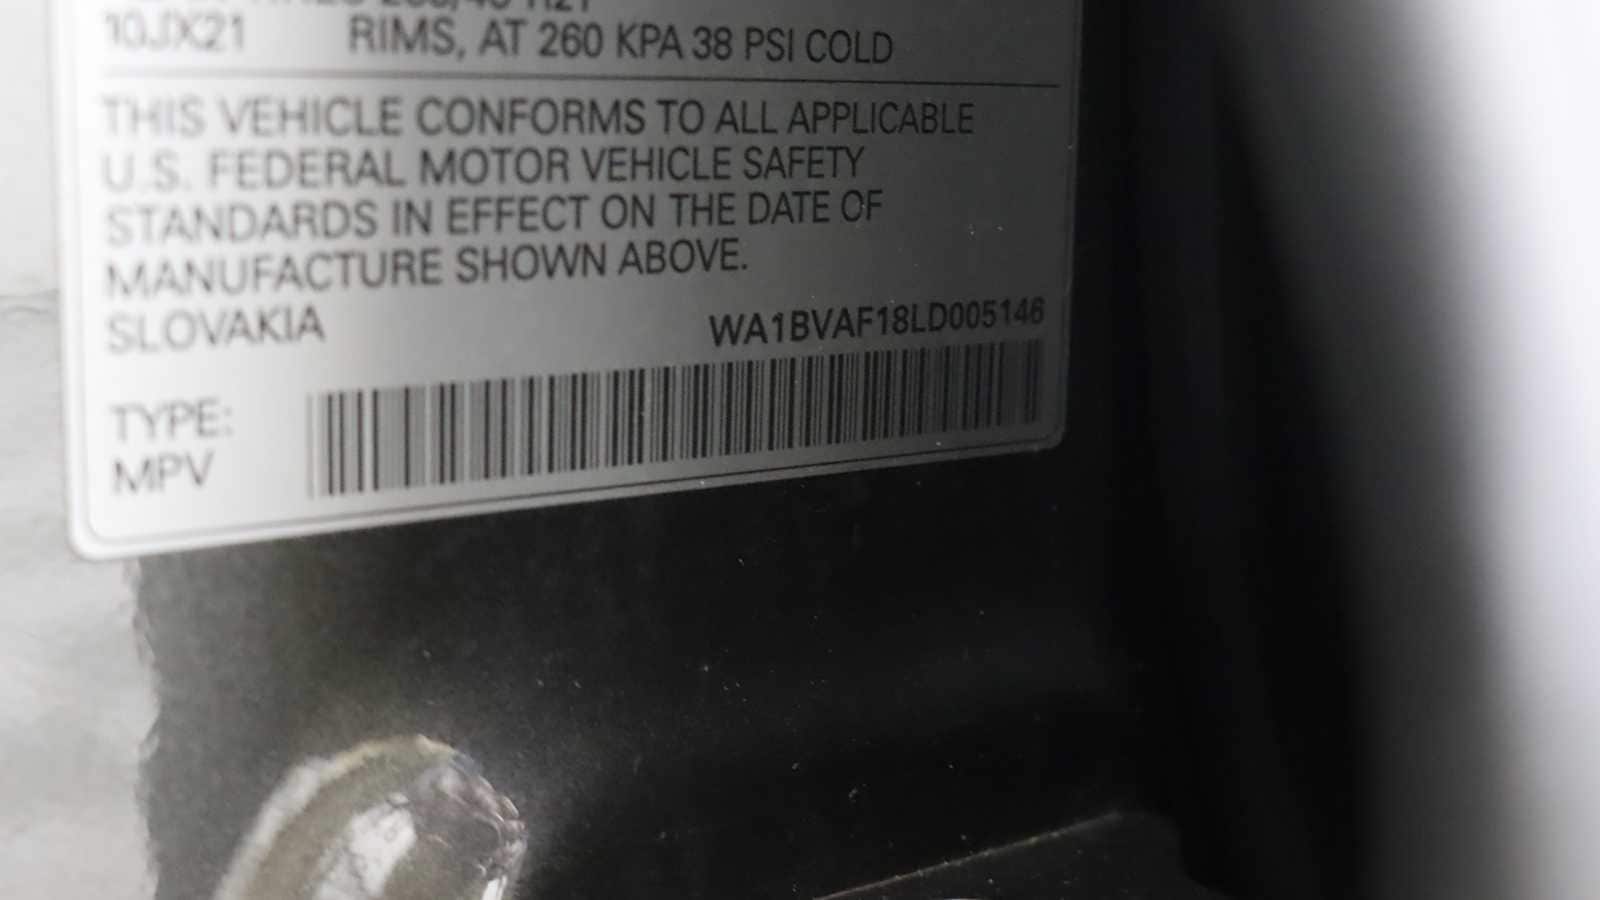 10JX21 RIMS, AT 260 KPA 38 PSI COLD
THIS VEHICLE CONFORMS TO ALL APPLICABLE
U.S. FEDERAL MOTOR VEHICLE SAFETY
STANDARDS IN EFFECT ON THE DATE OF
MANUFACTURE SHOWN ABOVE.
SLOVAKIA WA1BVAF18LD005146
TYPE:
MPV